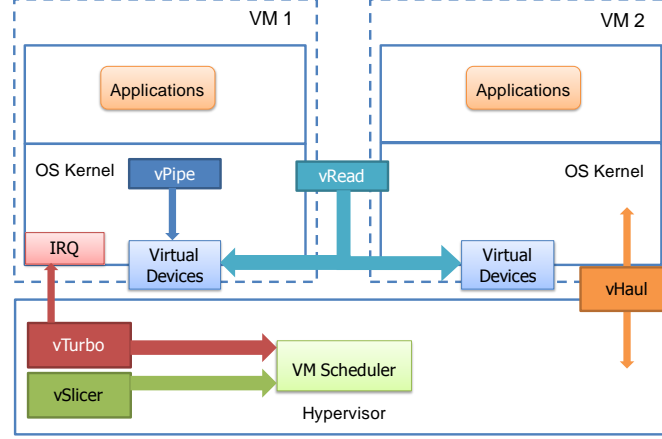 VM 1
VM 2
Applications
Applications
OS Kernel
vPipe
vRead
OS Kernel
IRQ
Virtual
Devices
Virtual
Devices
vHaul
vTurbo
VM Scheduler
vSlicer
Hypervisor